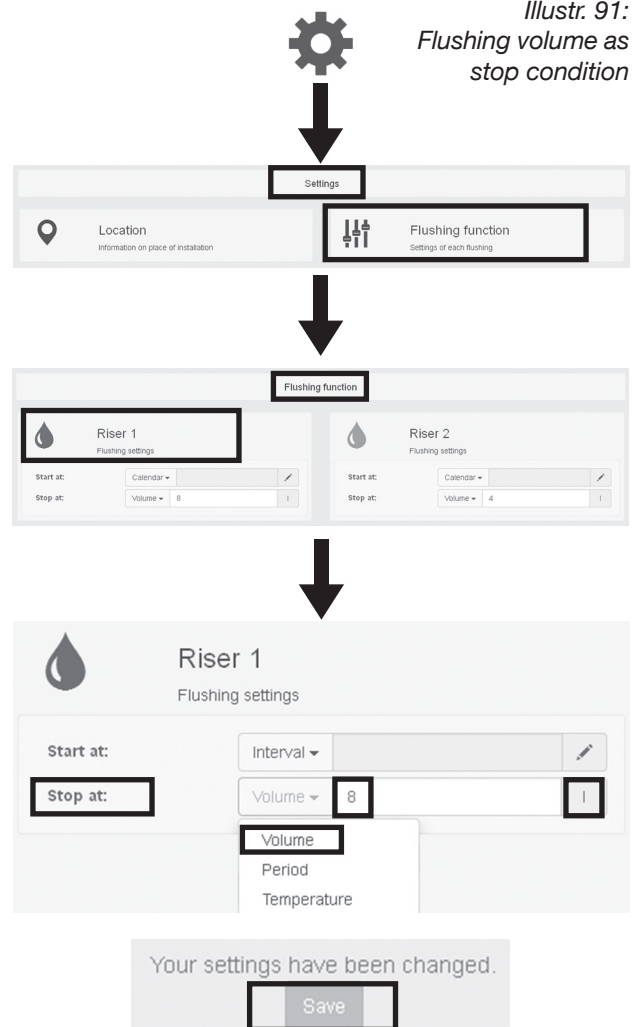 Illustr. 91:
Flushing volume as
stop condition
Settings
Location
Information on place of installation
Flushing function
Settings of each flushing
Flushing function
Riser 1
Flushing settings
Start at:
Calendar
Stop at:
Volume
8
l
Riser 2
Flushing settings
Start at:
Calendar
Stop at:
Volume
4
l
Riser 1
Flushing settings
Start at:
Interval
Stop at:
Volume
8
l
Volume
Period
Temperature
Your settings have been changed.
Save